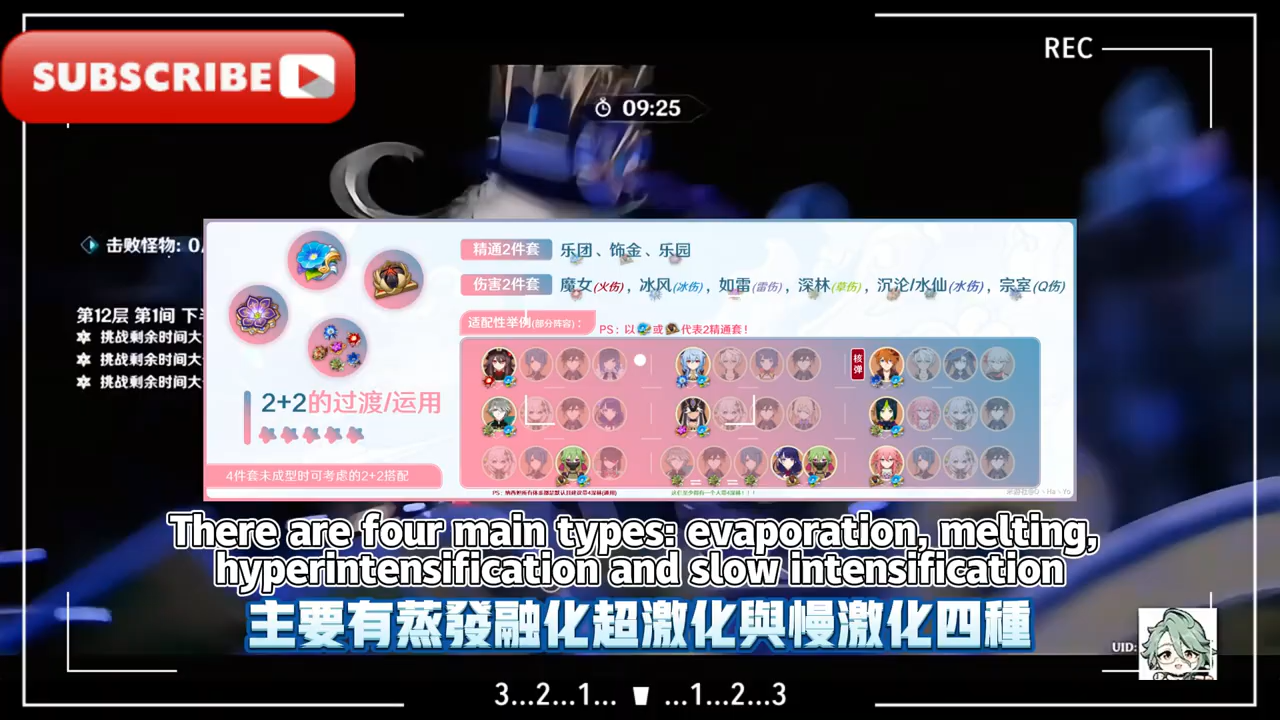 SUBSCRIBE
REC
09:25
击败怪物: 0
第12层 第1间 下
挑战剩余时间大
挑战剩余时间大
挑战剩余时间大
精通2件套 乐团、饰金、乐园
伤害2件套 魔女(火伤)，冰风(冰伤)，如雷(雷伤)，深林(草伤)，沉沦/水仙(水伤)，宗室(Q伤)
适配性举例(部分阵容)：
PS：以或代表2精通套！
核弹
2+2的过渡/运用
4件套未成型时可考虑的2+2搭配
There are four main types: evaporation, melting,
hyperintensification and slow intensification
主要有蒸發融化超激化與慢激化四種
UID:
3...2...1... ...1...2...3